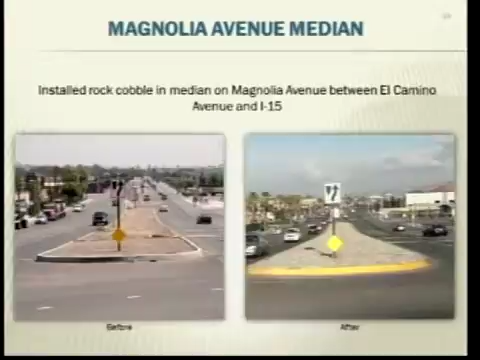 MAGNOLIA AVENUE MEDIAN
Installed rock cobble in median on Magnolia Avenue between El Camino
Avenue and I-15
Before
After